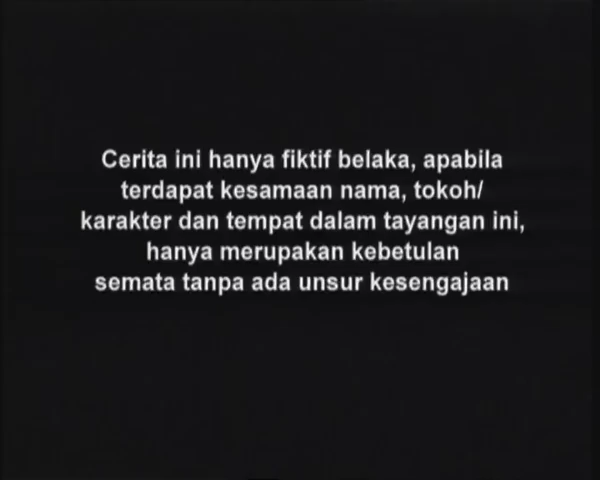 Cerita ini hanya fiktif belaka, apabila
terdapat kesamaan nama, tokoh/
karakter dan tempat dalam tayangan ini,
hanya merupakan kebetulan
semata tanpa ada unsur kesengajaan